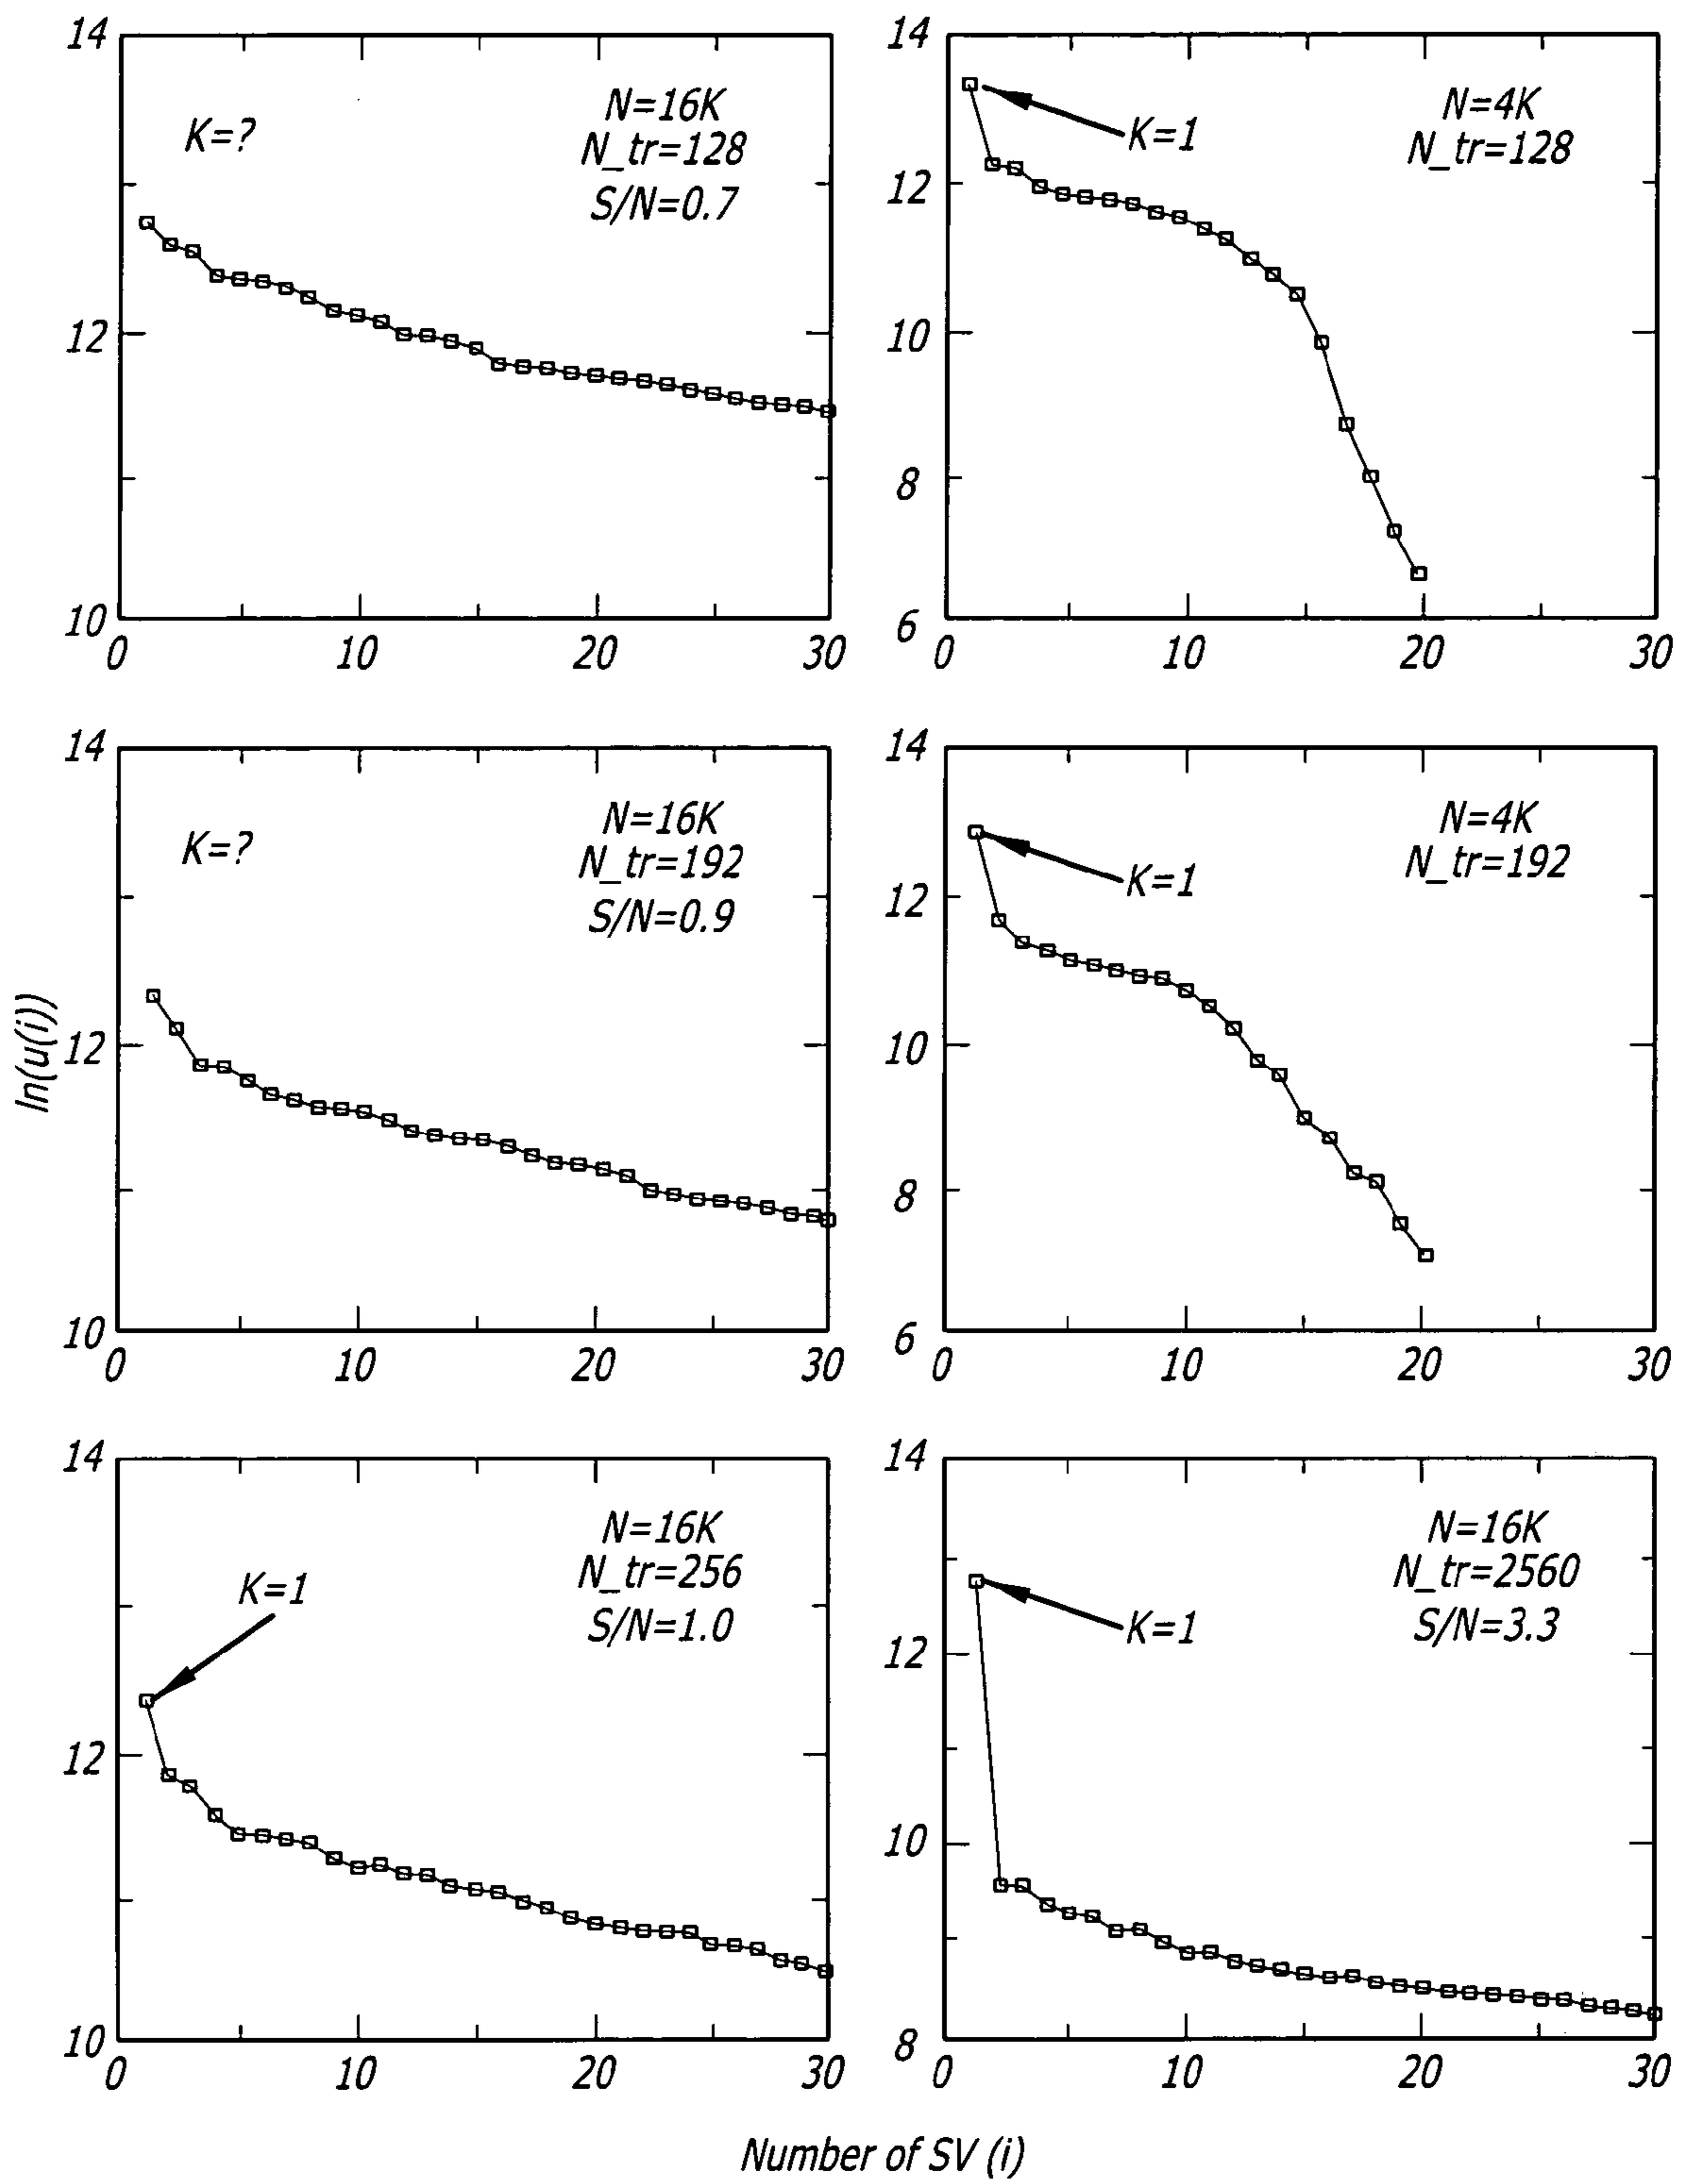 14
12
10
0
10
20
30
K=?
N=16K
N_tr=128
S/N=0.7
14
12
10
8
6
0
10
20
30
K=1
N=4K
N_tr=128
ln(u(i))
14
12
10
0
10
20
30
K=?
N=16K
N_tr=192
S/N=0.9
14
12
10
8
6
0
10
20
30
K=1
N=4K
N_tr=192
14
12
10
0
10
20
30
K=1
N=16K
N_tr=256
S/N=1.0
14
12
10
8
0
10
20
30
K=1
N=16K
N_tr=2560
S/N=3.3
Number of SV (i)